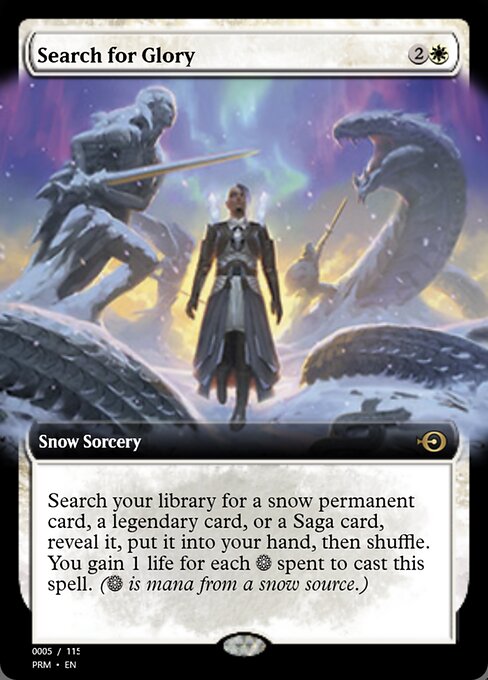 Search for Glory 2
Snow Sorcery
Search your library for a snow permanent
card, a legendary card, or a Saga card,
reveal it, put it into your hand, then shuffle.
You gain 1 life for each spent to cast this
spell. ( is mana from a snow source.)
0005 / 115
PRM • EN